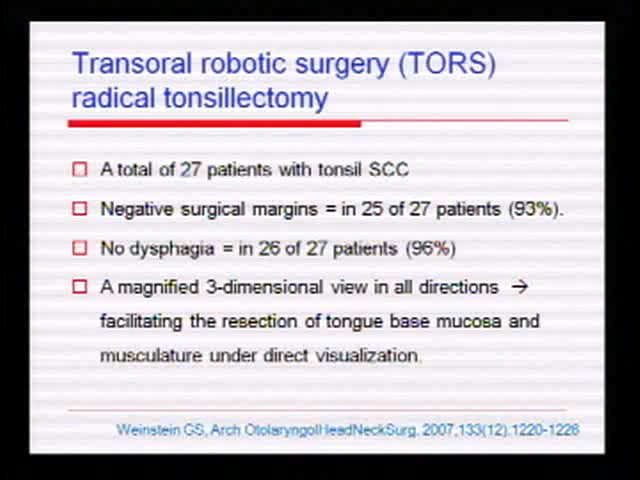 Transoral robotic surgery (TORS)
radical tonsillectomy
A total of 27 patients with tonsil SCC
Negative surgical margins = in 25 of 27 patients (93%).
No dysphagia = in 26 of 27 patients (96%)
A magnified 3-dimensional view in all directions →
facilitating the resection of tongue base mucosa and
musculature under direct visualization.
Weinstein GS, Arch OtolaryngolHeadNeckSurg. 2007,133(12):1220-1226